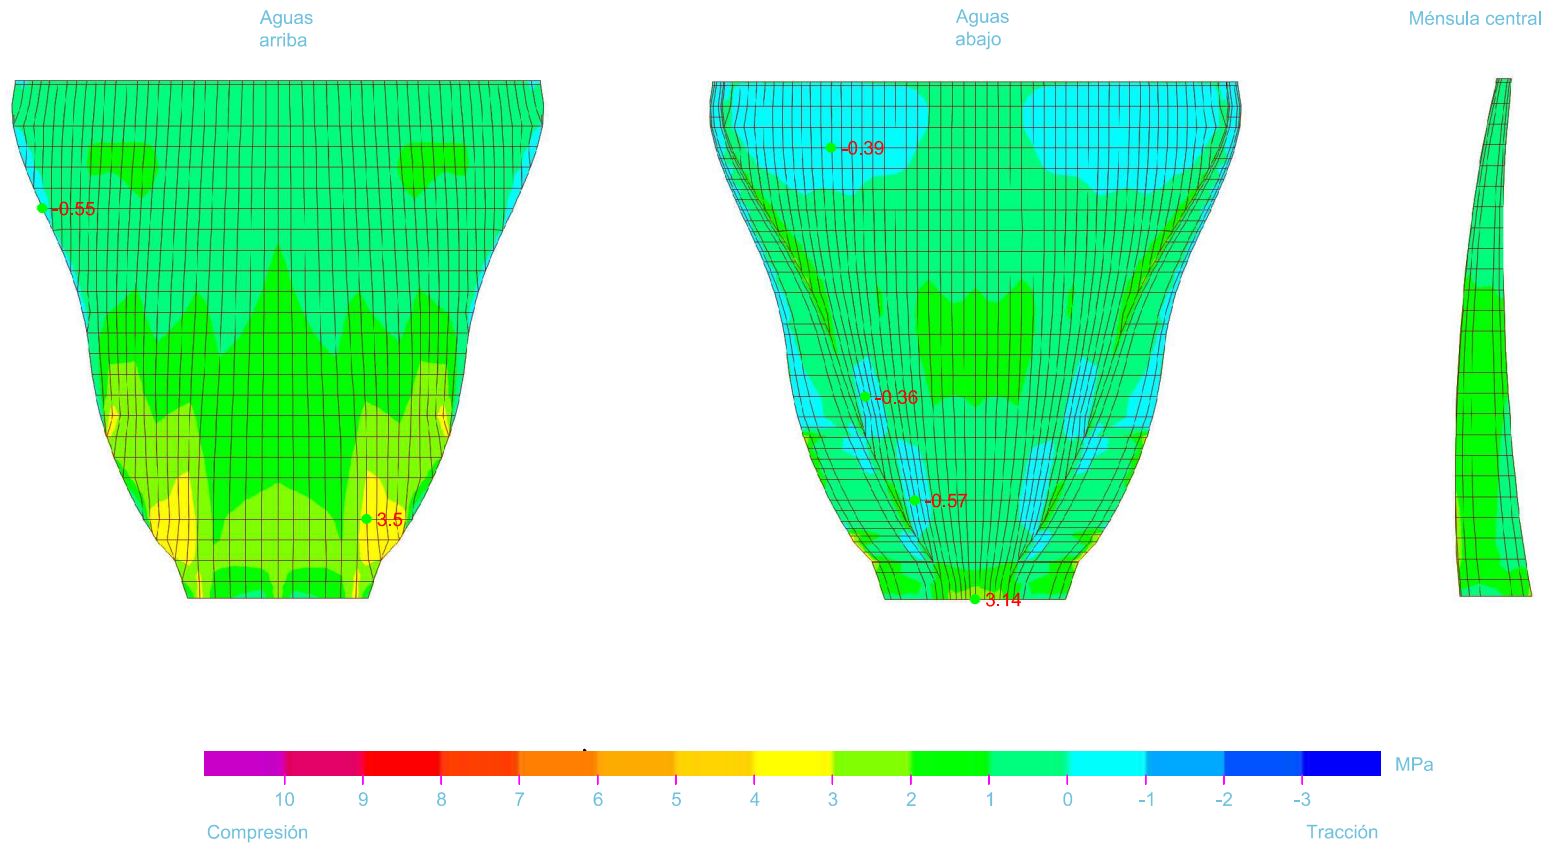 Aguas
arriba
Aguas
abajo
Ménsula central
-0.39
-0.55
-0.36
-0.57
3.5
3.14
MPa
10 9 8 7 6 5 4 3 2 1 0 -1 -2 -3
Compresión
Tracción